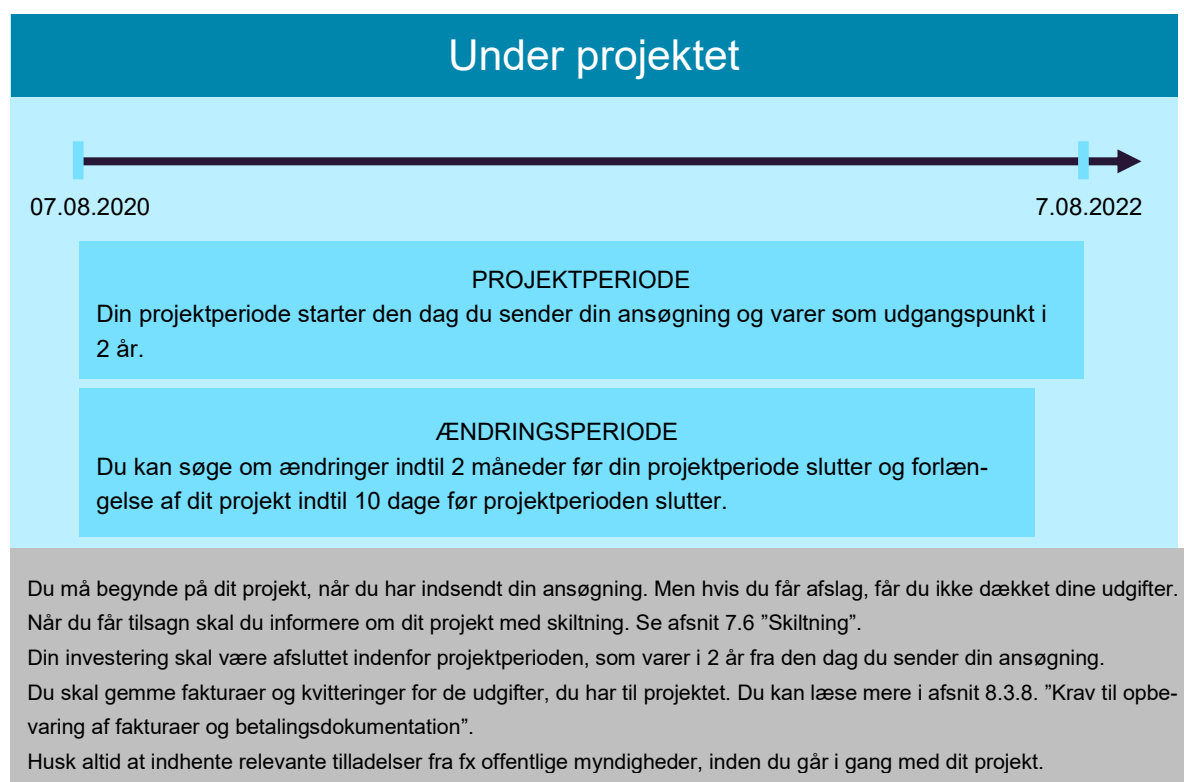 Under projektet
07.08.2020
7.08.2022
PROJEKTPERIODE
Din projektperiode starter den dag du sender din ansøgning og varer som udgangspunkt i
2 år.
ÆNDRINGSPERIODE
Du kan søge om ændringer indtil 2 måneder før din projektperiode slutter og forlæn-
gelse af dit projekt indtil 10 dage før projektperioden slutter.
Du må begynde på dit projekt, når du har indsendt din ansøgning. Men hvis du får afslag, får du ikke dækket dine udgifter.
Når du får tilsagn skal du informere om dit projekt med skiltning. Se afsnit 7.6 ”Skiltning”.
Din investering skal være afsluttet indenfor projektperioden, som varer i 2 år fra den dag du sender din ansøgning.
Du skal gemme fakturaer og kvitteringer for de udgifter, du har til projektet. Du kan læse mere i afsnit 8.3.8. ”Krav til opbe-
varing af fakturaer og betalingsdokumentation”.
Husk altid at indhente relevante tilladelser fra fx offentlige myndigheder, inden du går i gang med dit projekt.